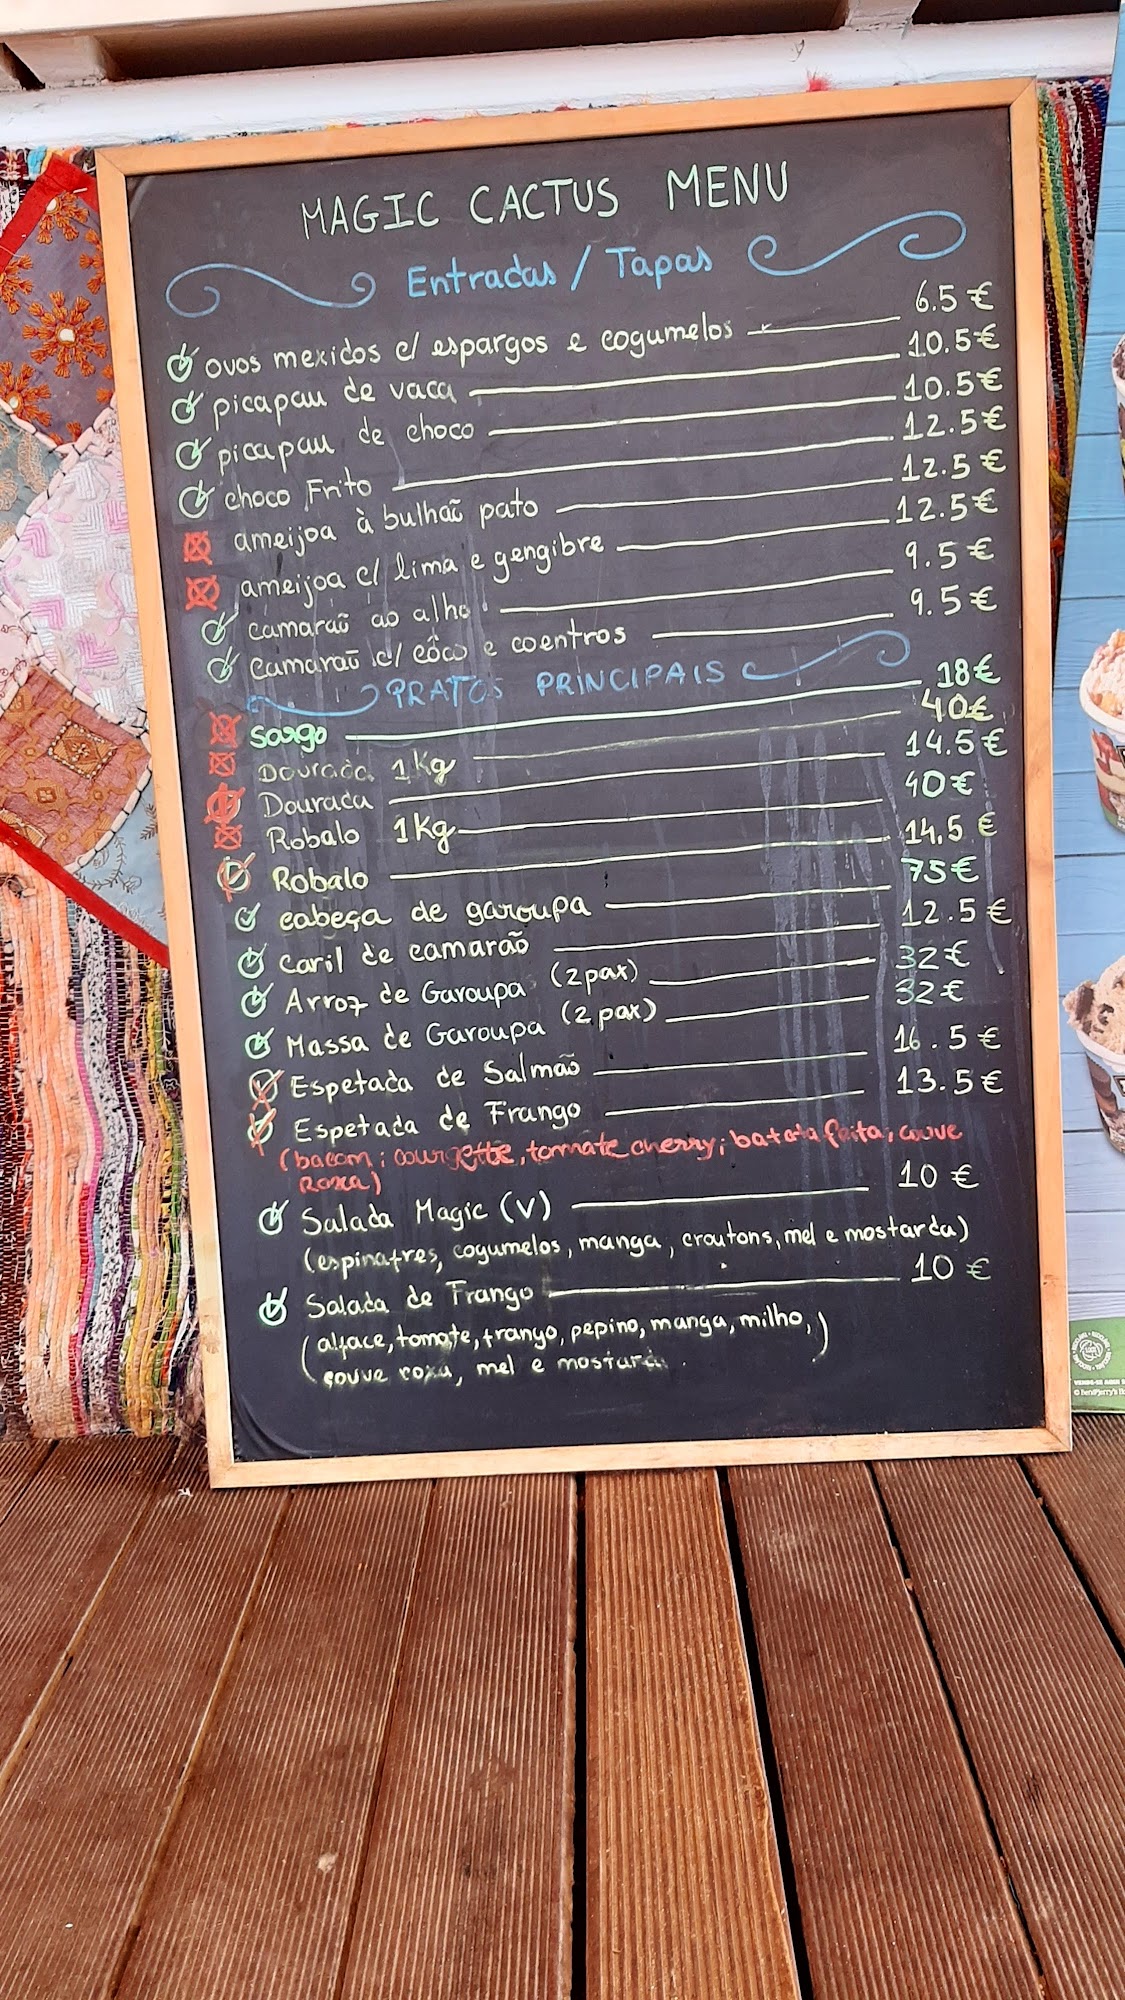 MAGIC CACTUS MENU
Entradas / Tapas
ovos mexidos c/ espargos e cogumelos 6.5 €
picapau de vaca 10.5 €
picapau de choco 10.5 €
choco Frito 12.5 €
ameijoa à bulhaõ pato 12.5 €
ameijoa c/ lima e gengibre 12.5 €
camaraõ ao alho 9.5 €
camaraõ c/ côco e coentros 9.5 €
PRATOS PRINCIPAIS
Sargo 18 €
Dourada 1Kg 40 €
Dourada 14.5 €
Robalo 1Kg 40 €
Robalo 14,5 €
cabeça de garoupa 75 €
Caril de camarão 12.5 €
Arroz de Garoupa (2 pax) 32 €
Massa de Garoupa (2 pax) 32 €
Espetada de Salmão 16.5 €
Espetada de Frango 13.5 €
(bacom; courgette, tomate cherry; batata frita, couve
Roxa)
Salada Magic (V) 10 €
(espinafres, cogumelos, manga, croutons, mel e mostarda)
Salada de Frango 10 €
(alface, tomate, frango, pepino, manga, milho,)
couve roxa, mel e mostarda.